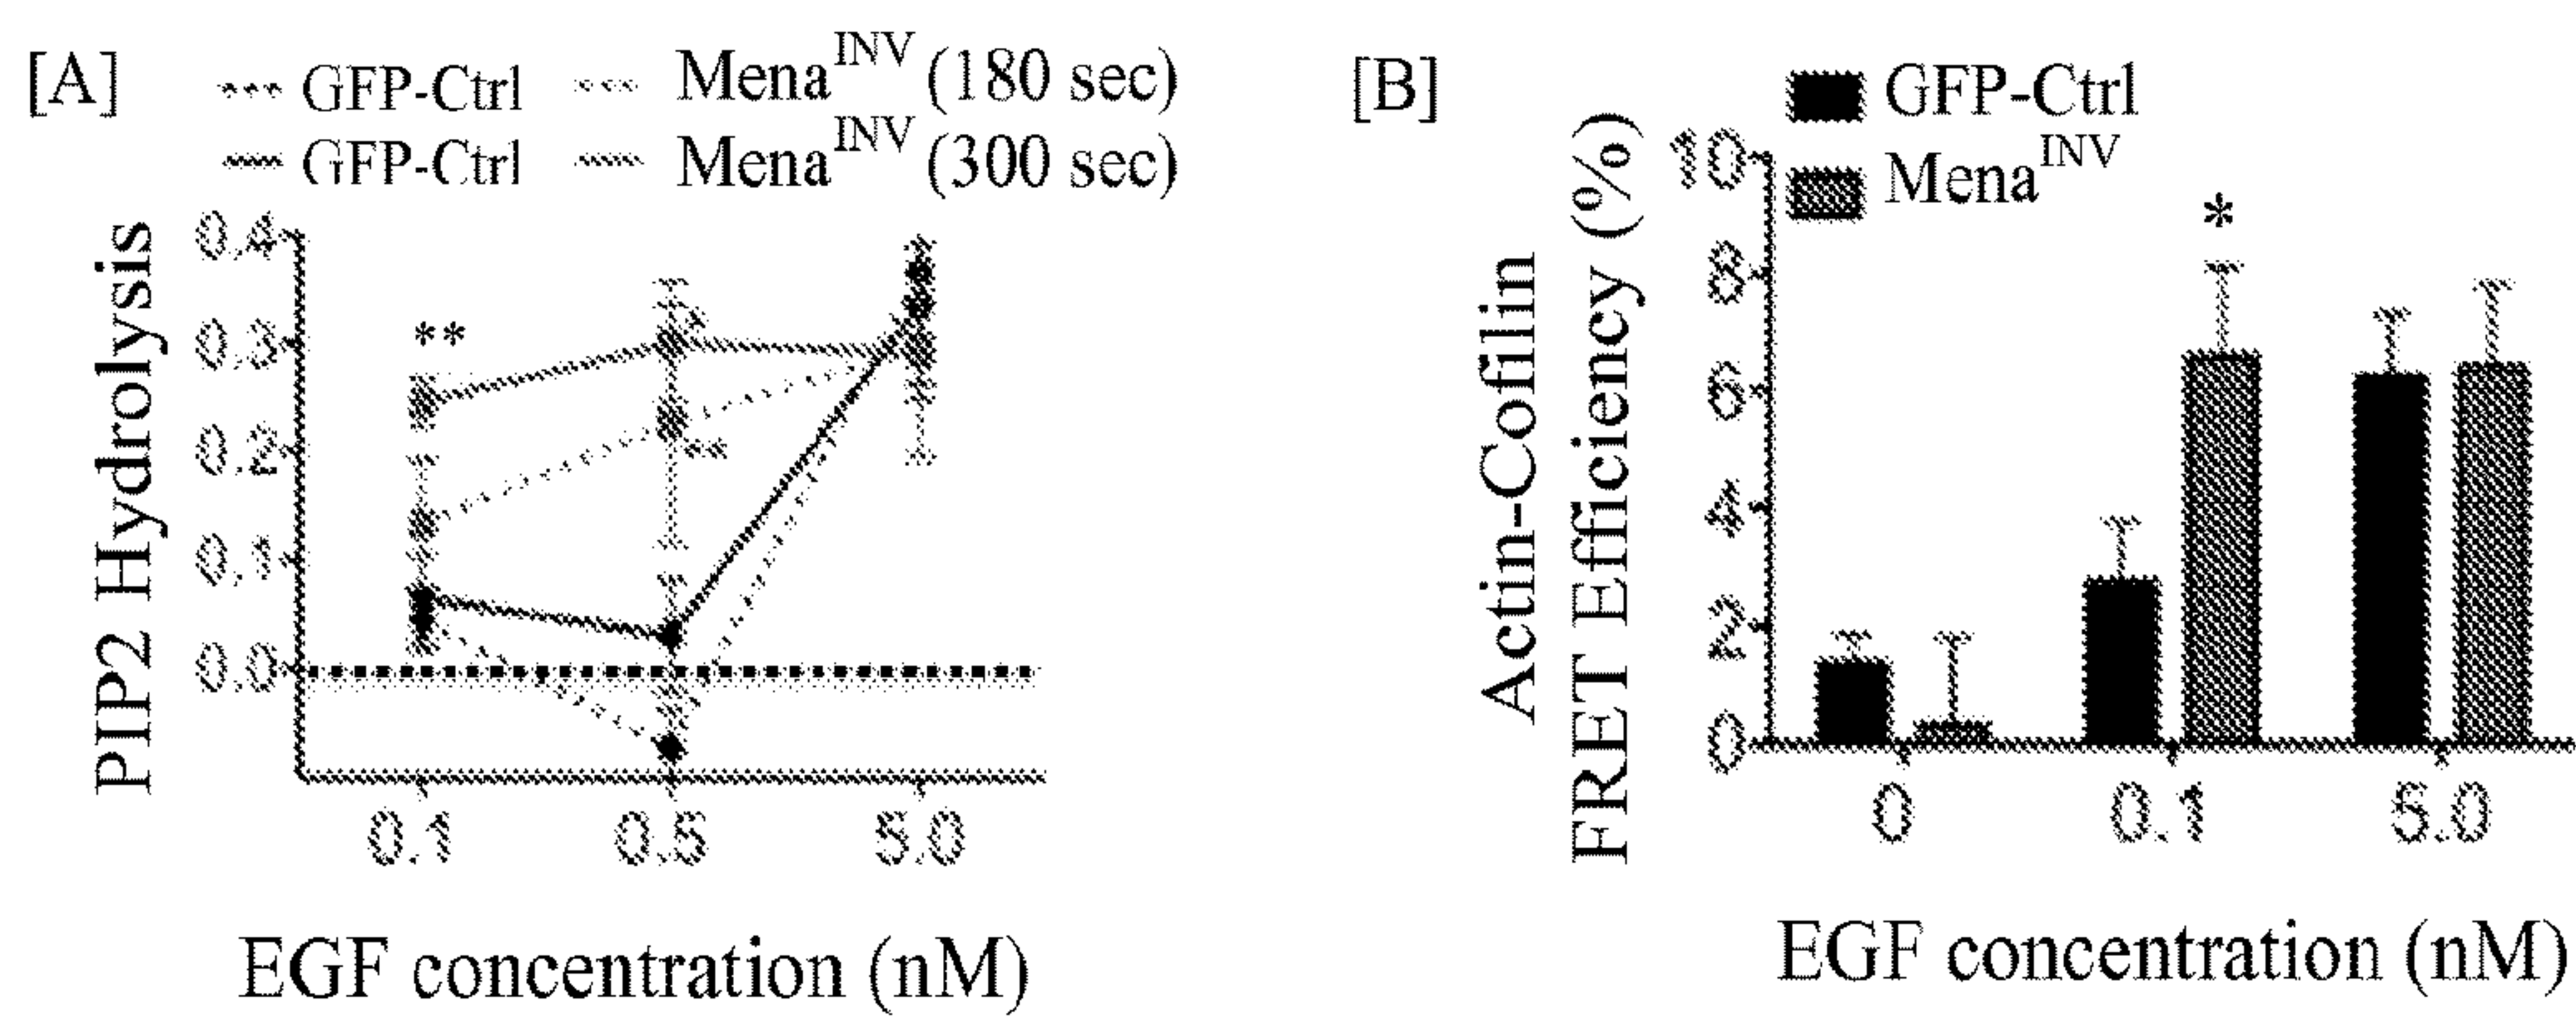 [A]
GFP-Ctrl Mena^INV (180 sec)
GFP-Ctrl Mena^INV (300 sec)
PIP2 Hydrolysis
0.4
0.3
**
0.2
0.1
0.0
0.1 0.5 5.0
EGF concentration (nM)
[B]
GFP-Ctrl
Mena^INV
*
Actin-Cofilin
FRET Efficiency (%)
10
8
6
4
2
0
0 0.1 5.0
EGF concentration (nM)